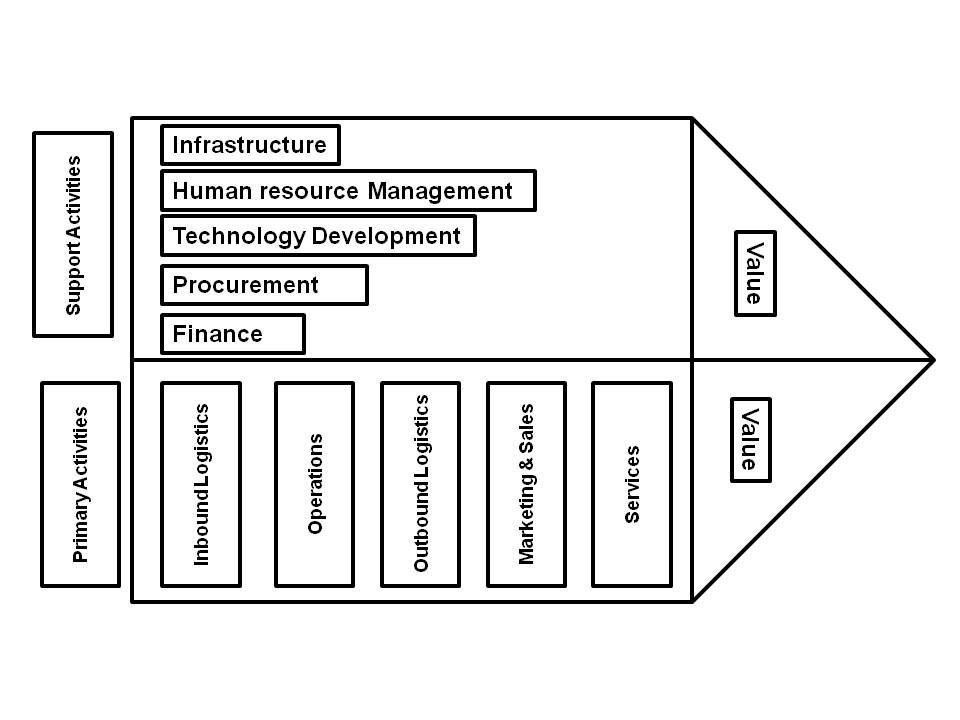 Support Activities
Infrastructure
Human resource Management
Technology Development
Procurement
Finance
Value
Primary Activities
Inbound Logistics
Operations
Outbound Logistics
Marketing & Sales
Services
Value